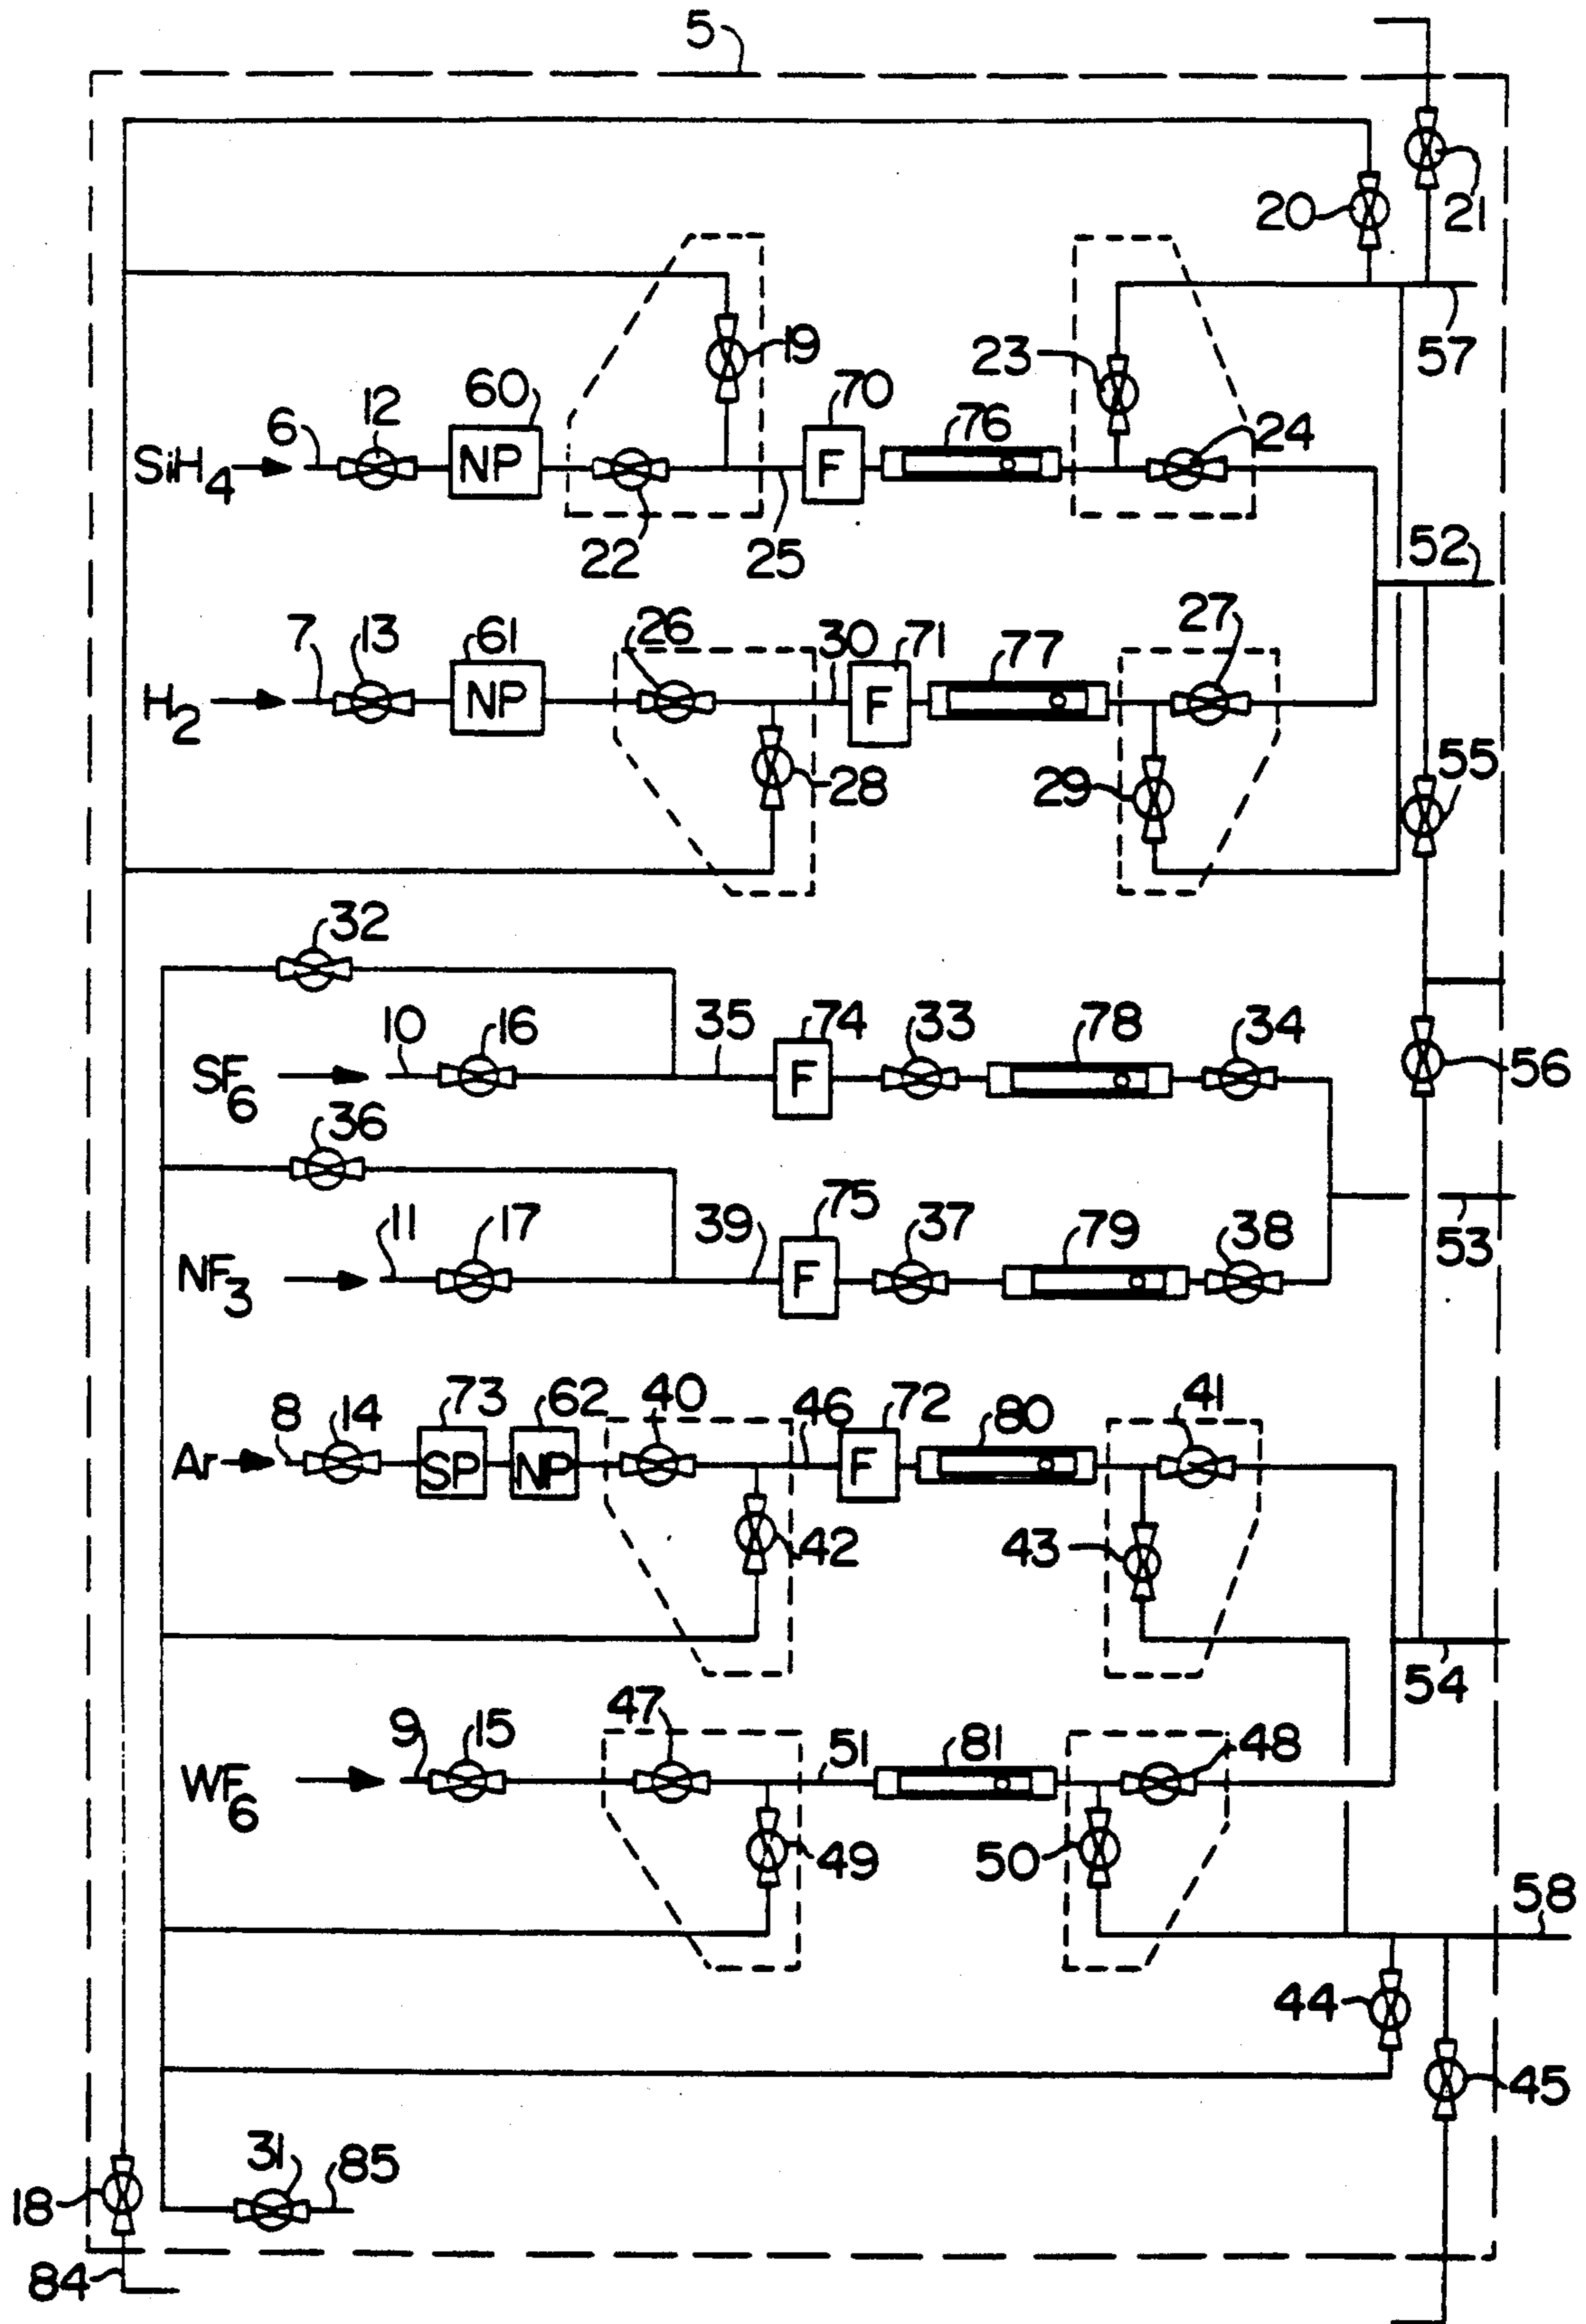 5
20 21
19 23 57
60 70
6 12 NP F 76 24
SiH4
22 25 52
7 13 61 26 30 71 77 27
H2 NP F
28 29 55
32
10 16 35 74 33 78 34
SF6 F 56
36
11 17 39 75 37 79 38 53
NF3 F
8 14 73 62 40 46 72 80 41
Ar SP NP F
42 43
54
9 15 47 51 81 48
WF6
49 50
58
44
45
31 85
18
84